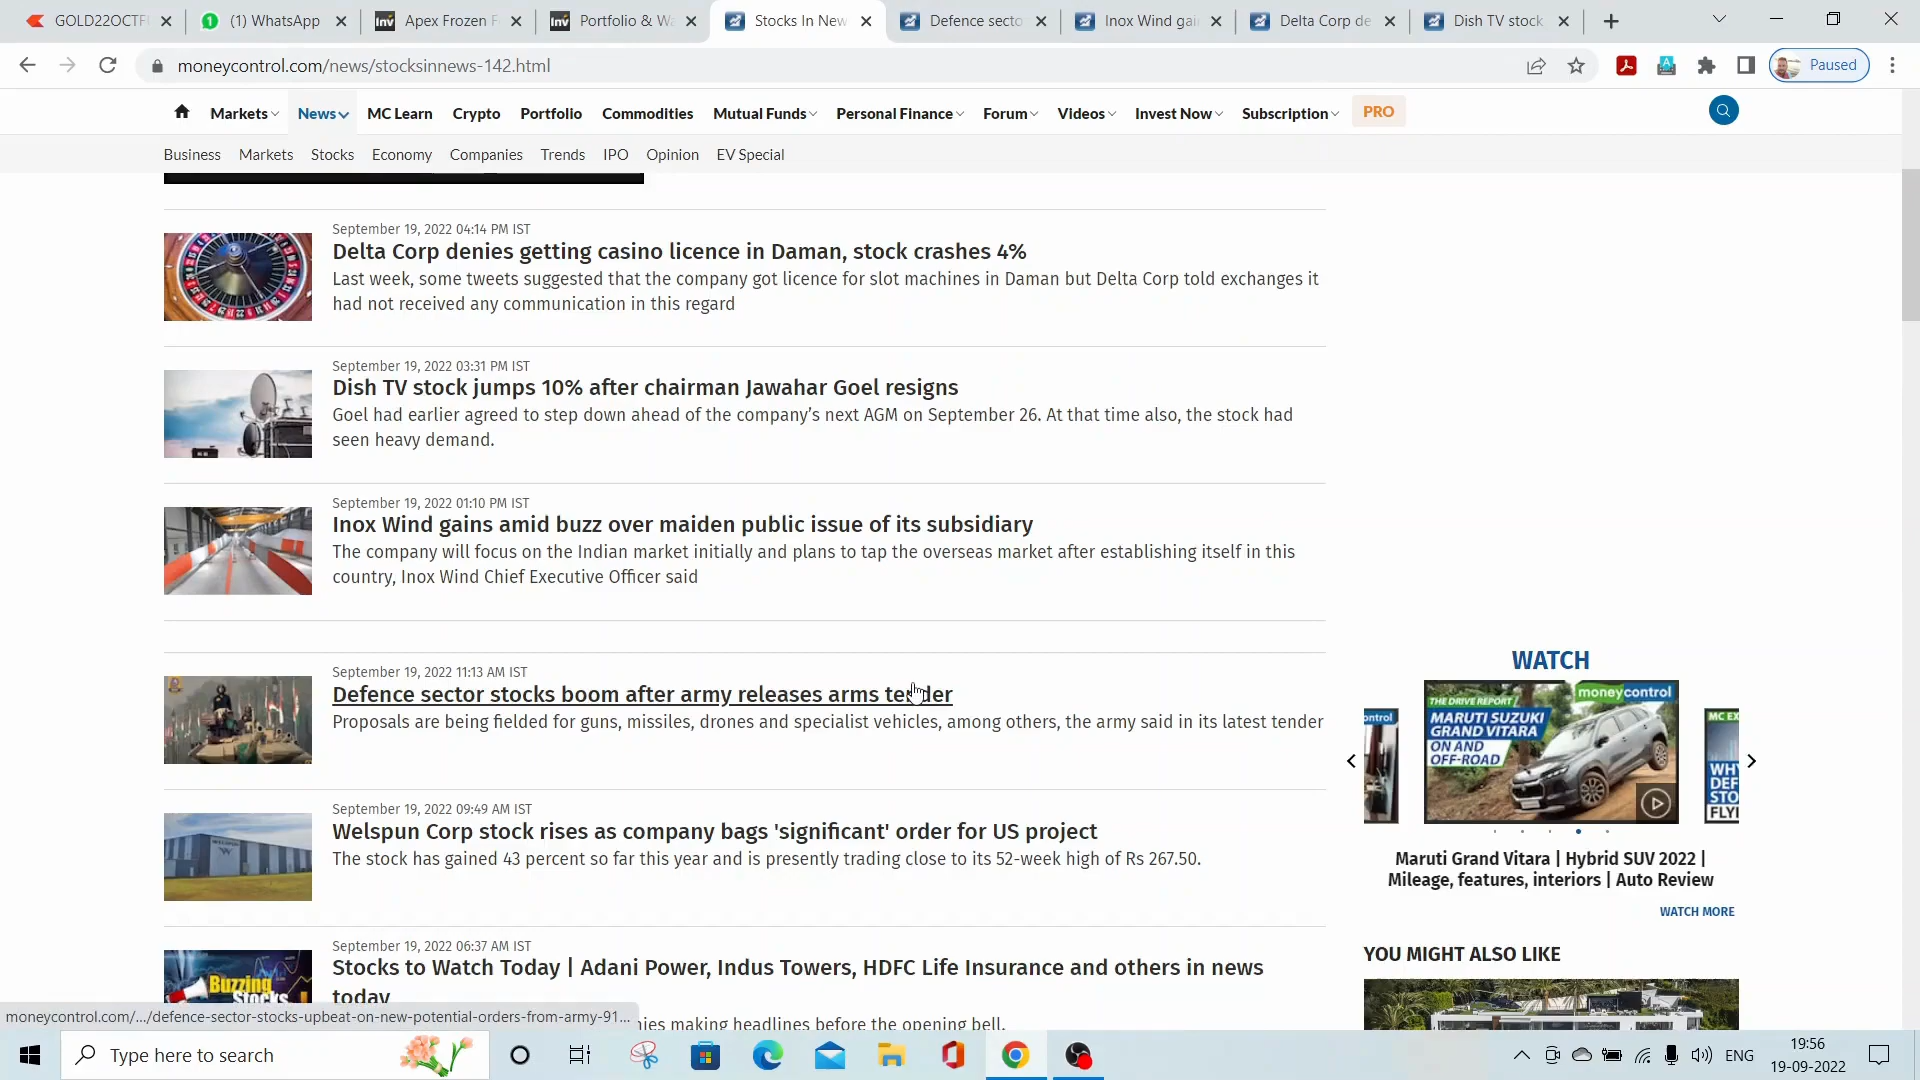 GOLD22OCTF
(1) WhatsApp
Apex Frozen F
Portfolio & Wa
Stocks In New
Defence secto
Inox Wind gai
Delta Corp de
Dish TV stock
moneycontrol.com/news/stocksinnews-142.html
Paused
Markets
News
MC Learn
Crypto
Portfolio
Commodities
Mutual Funds
Personal Finance
Forum
Videos
Invest Now
Subscription
PRO
Business
Markets
Stocks
Economy
Companies
Trends
IPO
Opinion
EV Special
September 19, 2022 04:14 PM IST
Delta Corp denies getting casino licence in Daman, stock crashes 4%
Last week, some tweets suggested that the company got licence for slot machines in Daman but Delta Corp told exchanges it
had not received any communication in this regard
September 19, 2022 03:31 PM IST
Dish TV stock jumps 10% after chairman Jawahar Goel resigns
Goel had earlier agreed to step down ahead of the company’s next AGM on September 26. At that time also, the stock had
seen heavy demand.
September 19, 2022 01:10 PM IST
Inox Wind gains amid buzz over maiden public issue of its subsidiary
The company will focus on the Indian market initially and plans to tap the overseas market after establishing itself in this
country, Inox Wind Chief Executive Officer said
September 19, 2022 11:13 AM IST
Defence sector stocks boom after army releases arms tender
Proposals are being fielded for guns, missiles, drones and specialist vehicles, among others, the army said in its latest tender
September 19, 2022 09:49 AM IST
Welspun Corp stock rises as company bags 'significant' order for US project
The stock has gained 43 percent so far this year and is presently trading close to its 52-week high of Rs 267.50.
September 19, 2022 06:37 AM IST
Stocks to Watch Today | Adani Power, Indus Towers, HDFC Life Insurance and others in news
today
nies making headlines before the opening bell.
Buzzing
Stocks
WATCH
ontrol
moneycontrol
THE DRIVE REPORT
MARUTI SUZUKI
GRAND VITARA
ON AND
OFF-ROAD
MC EX
WHY
DEF
STO
FLYI
Maruti Grand Vitara | Hybrid SUV 2022 |
Mileage, features, interiors | Auto Review
WATCH MORE
YOU MIGHT ALSO LIKE
moneycontrol.com/.../defence-sector-stocks-upbeat-on-new-potential-orders-from-army-91...
Type here to search
ENG
19:56
19-09-2022